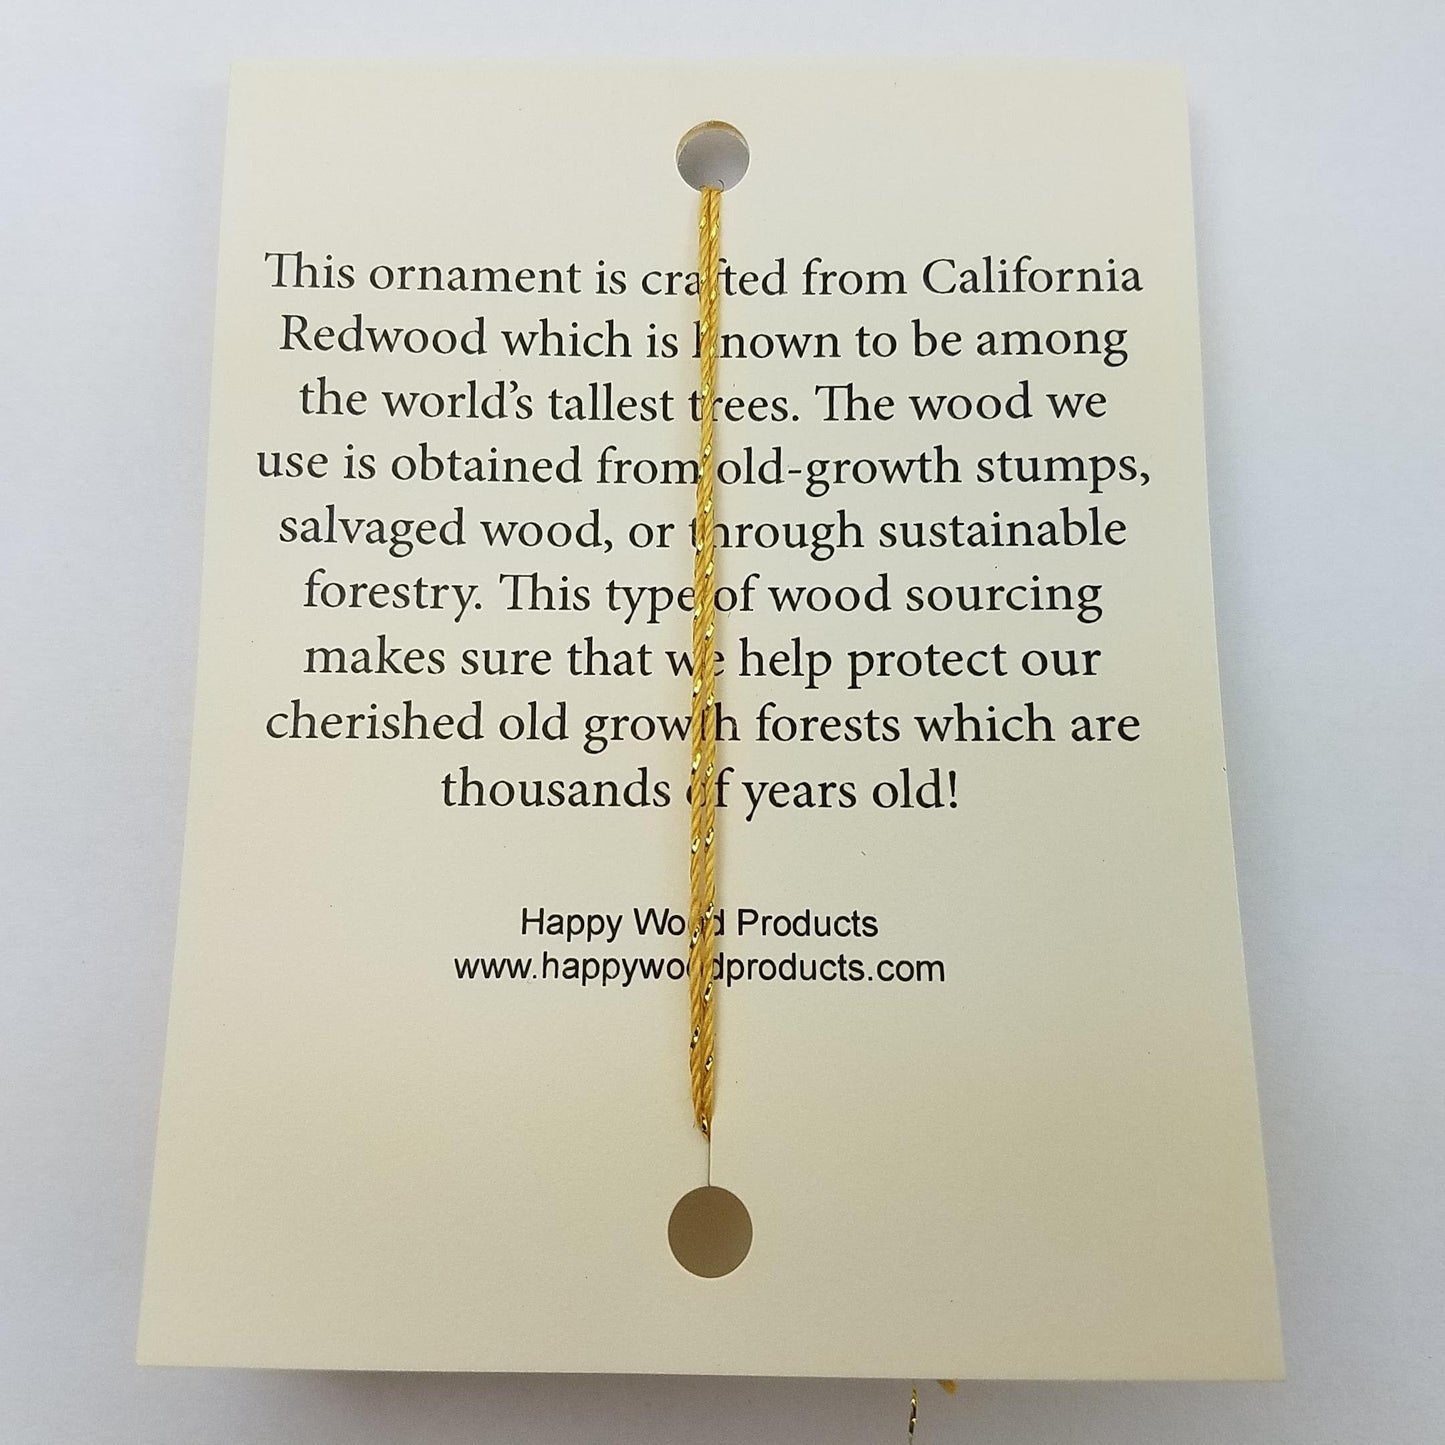 This ornament is crafted from California
Redwood which is known to be among
the world's tallest trees. The wood we
use is obtained from old-growth stumps,
salvaged wood, or through sustainable
forestry. This type of wood sourcing
makes sure that we help protect our
cherished old growth forests which are
thousands of years old!
Happy Wood Products
www.happywoodproducts.com